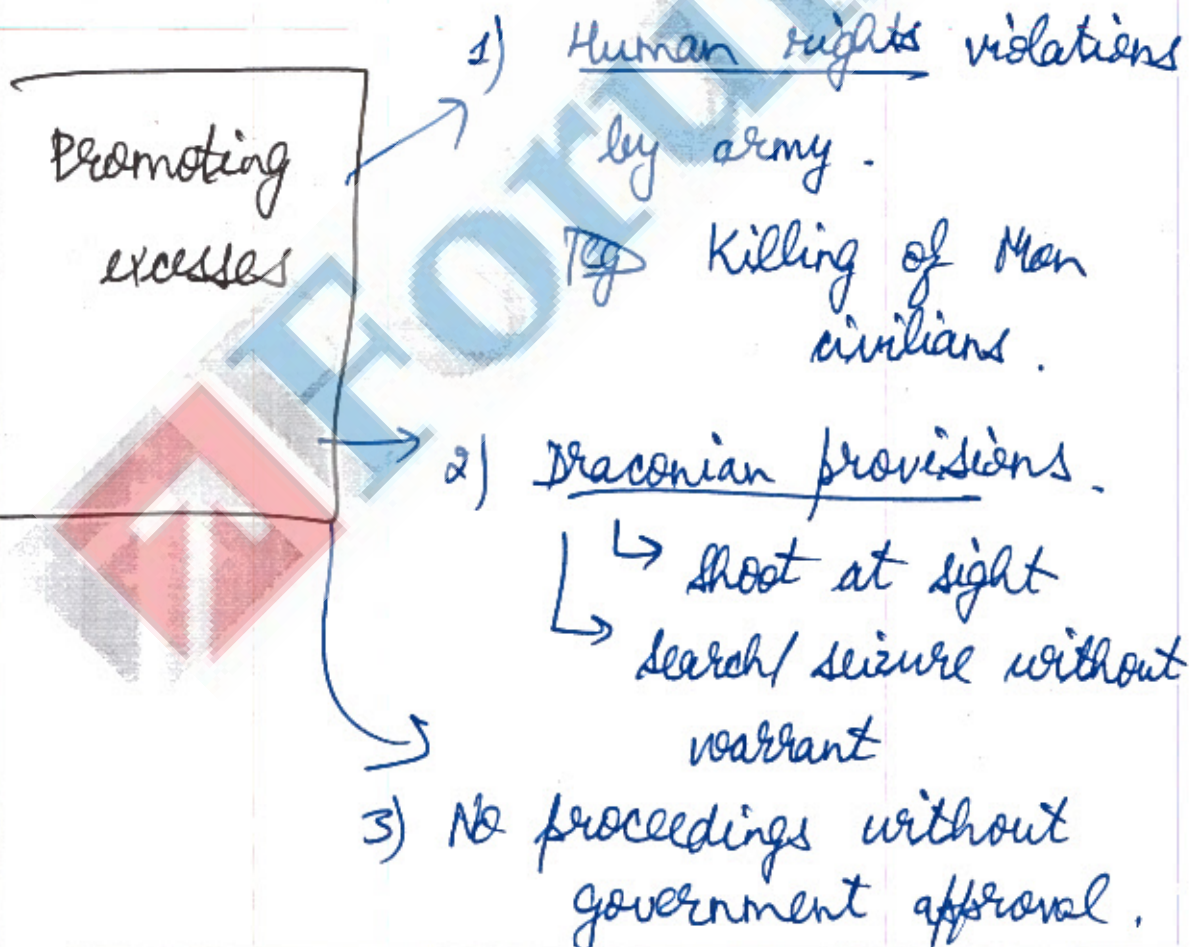 Promoting
excesses
1) Human rights violations
by army.
Eg Killing of Mon
civilians.
2) Draconian provisions.
↳ Shoot at sight
↳ search/ seizure without
warrant
3) No proceedings without
government approval.
Foru